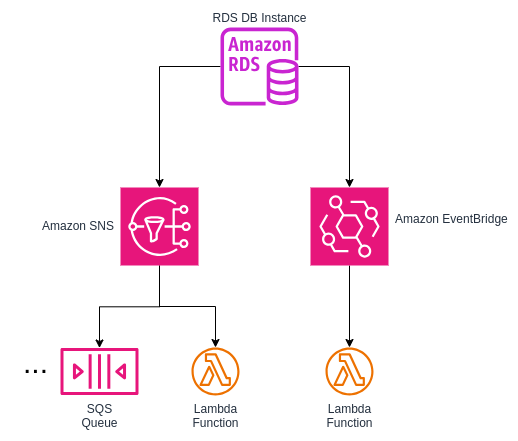 RDS DB Instance
Amazon
RDS
Amazon SNS
Amazon EventBridge
...
SQS
Queue
Lambda
Function
Lambda
Function